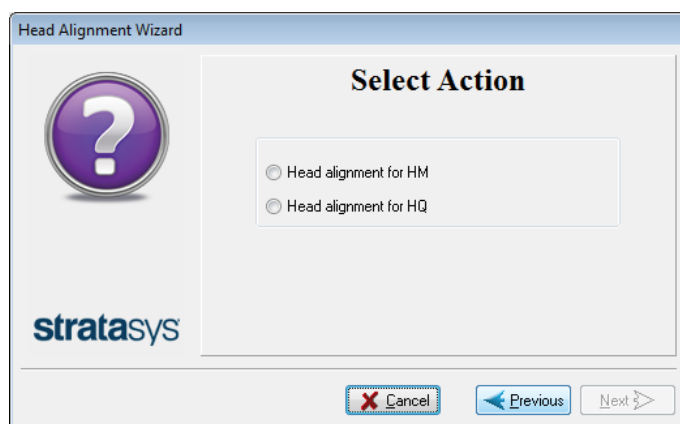 Head Alignment Wizard
Select Action
Head alignment for HM
Head alignment for HQ
stratasys
Cancel
Previous
Next